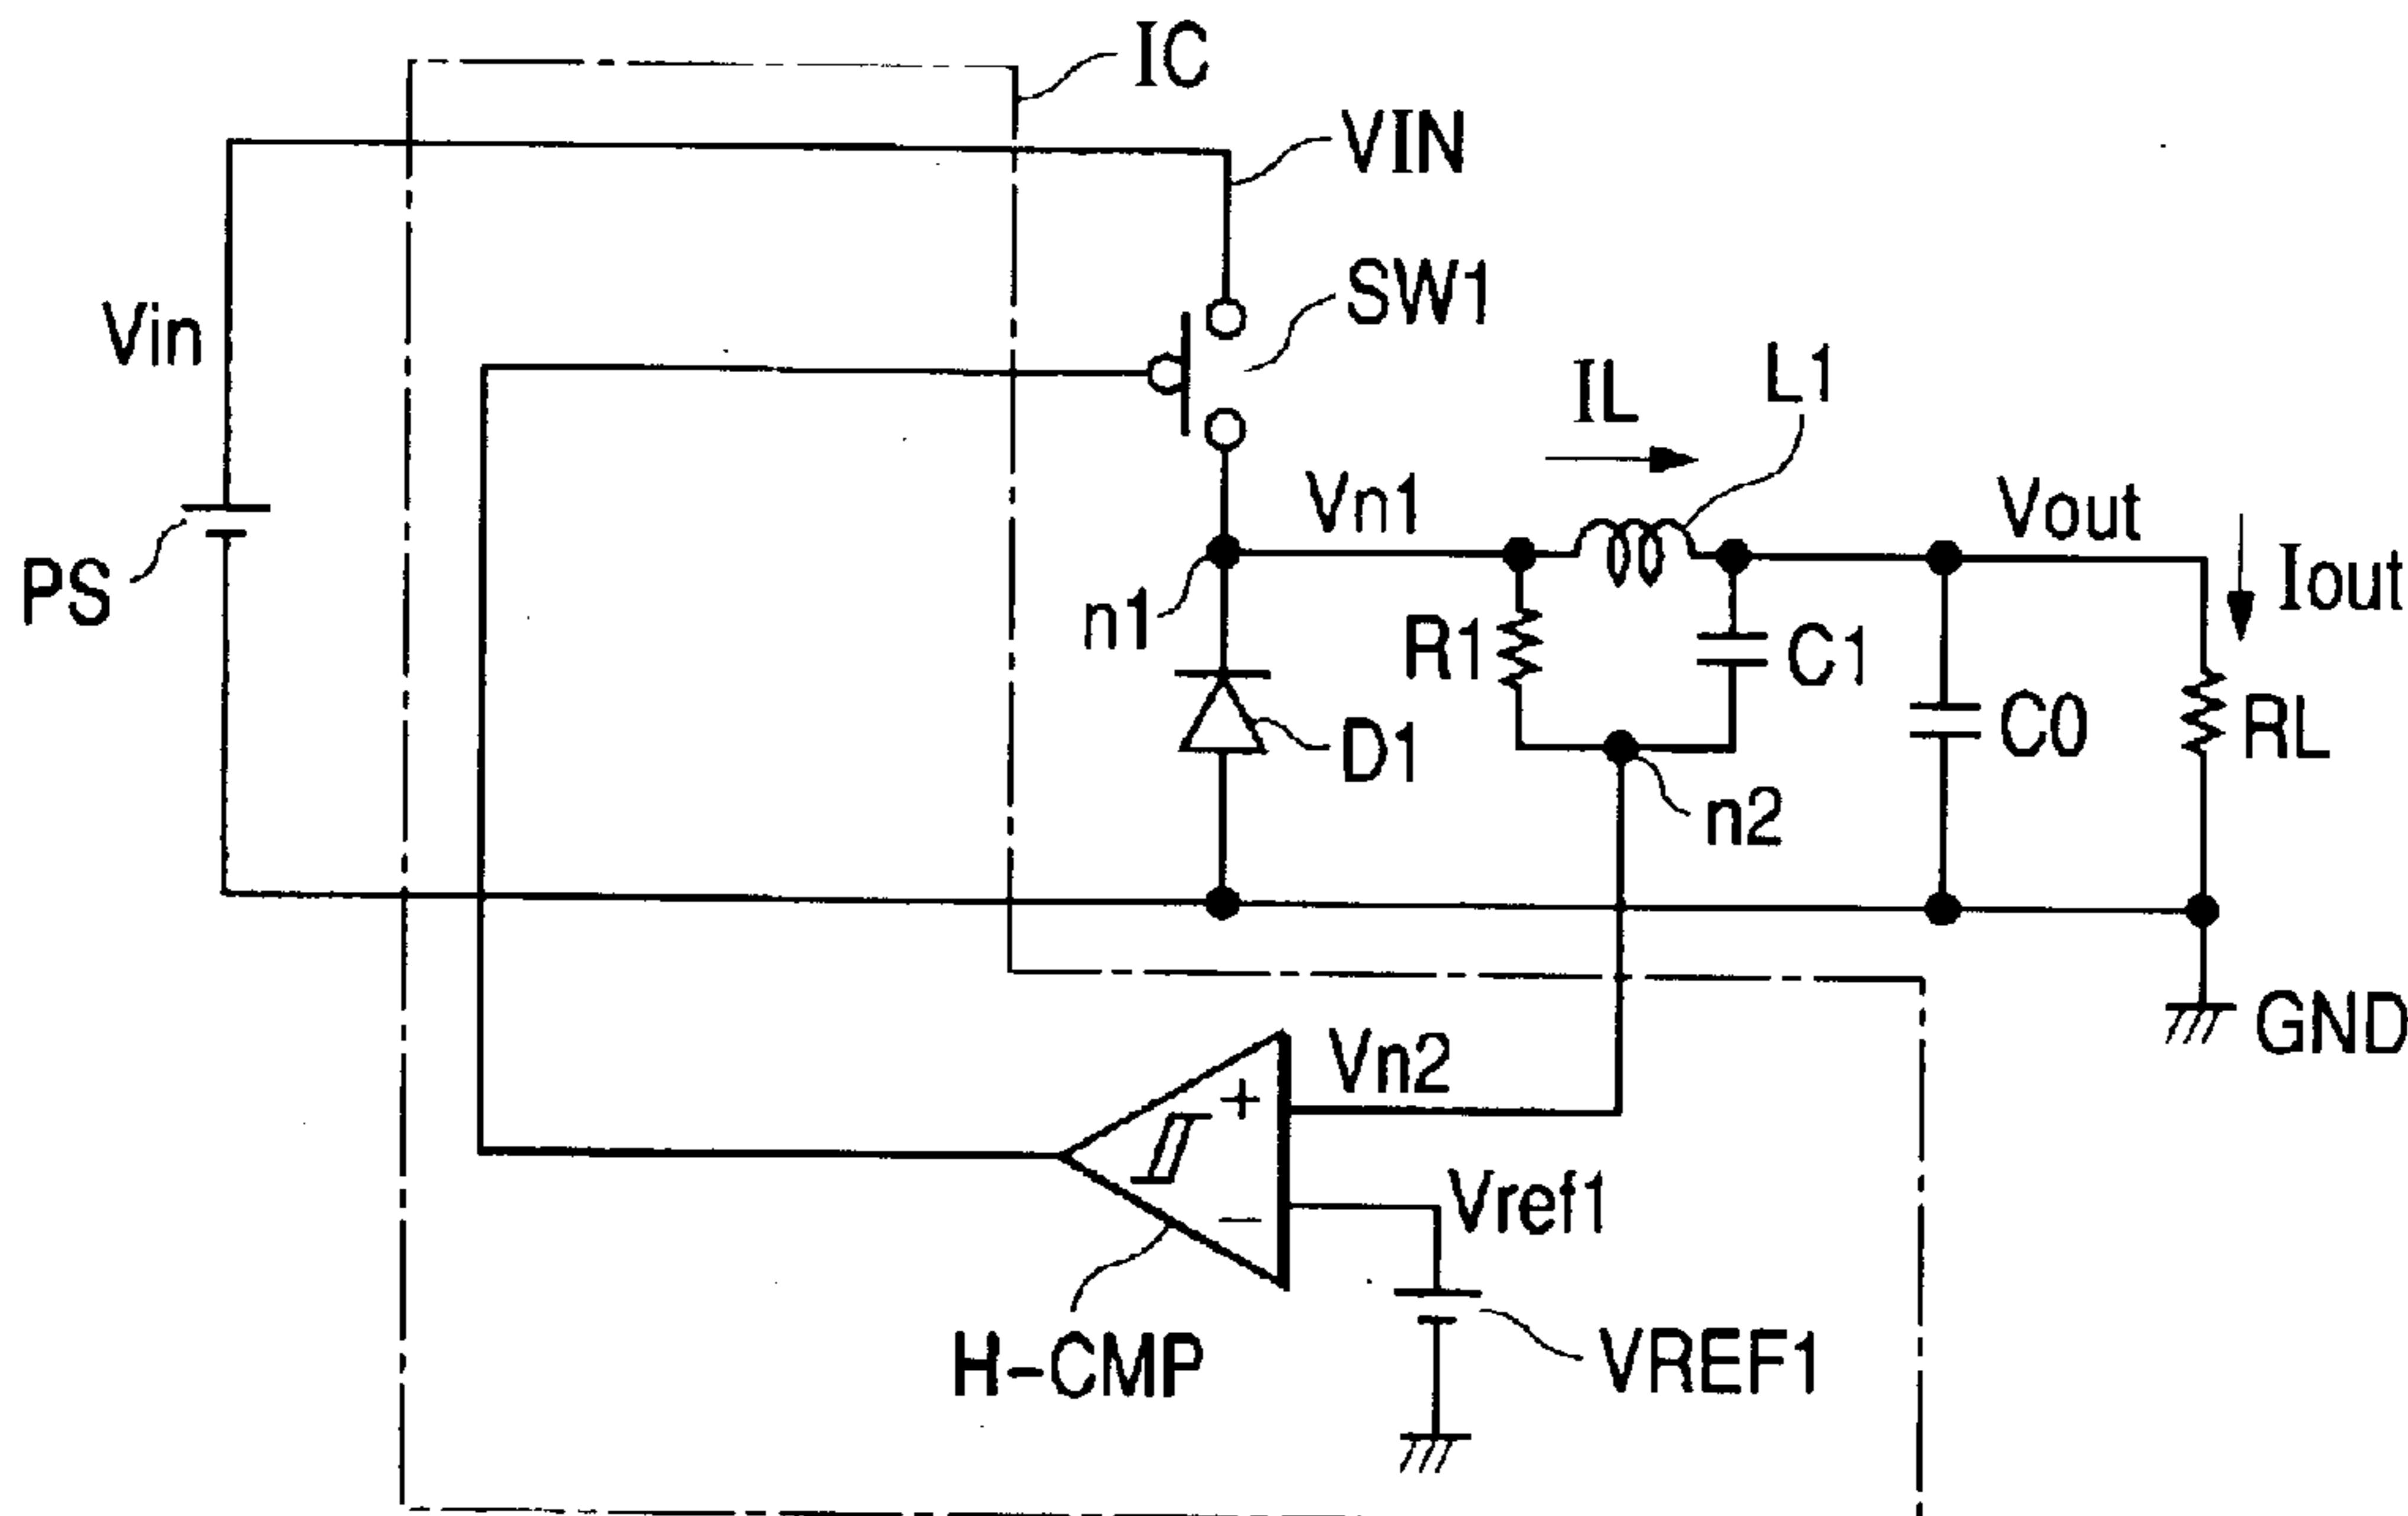 IC
VIN
SW1
Vin
IL
L1
Vn1
Vout
Iout
PS
n1
R1
C1
D1
C0
RL
n2
GND
Vn2
+
−
Vref1
H-CMP
VREF1